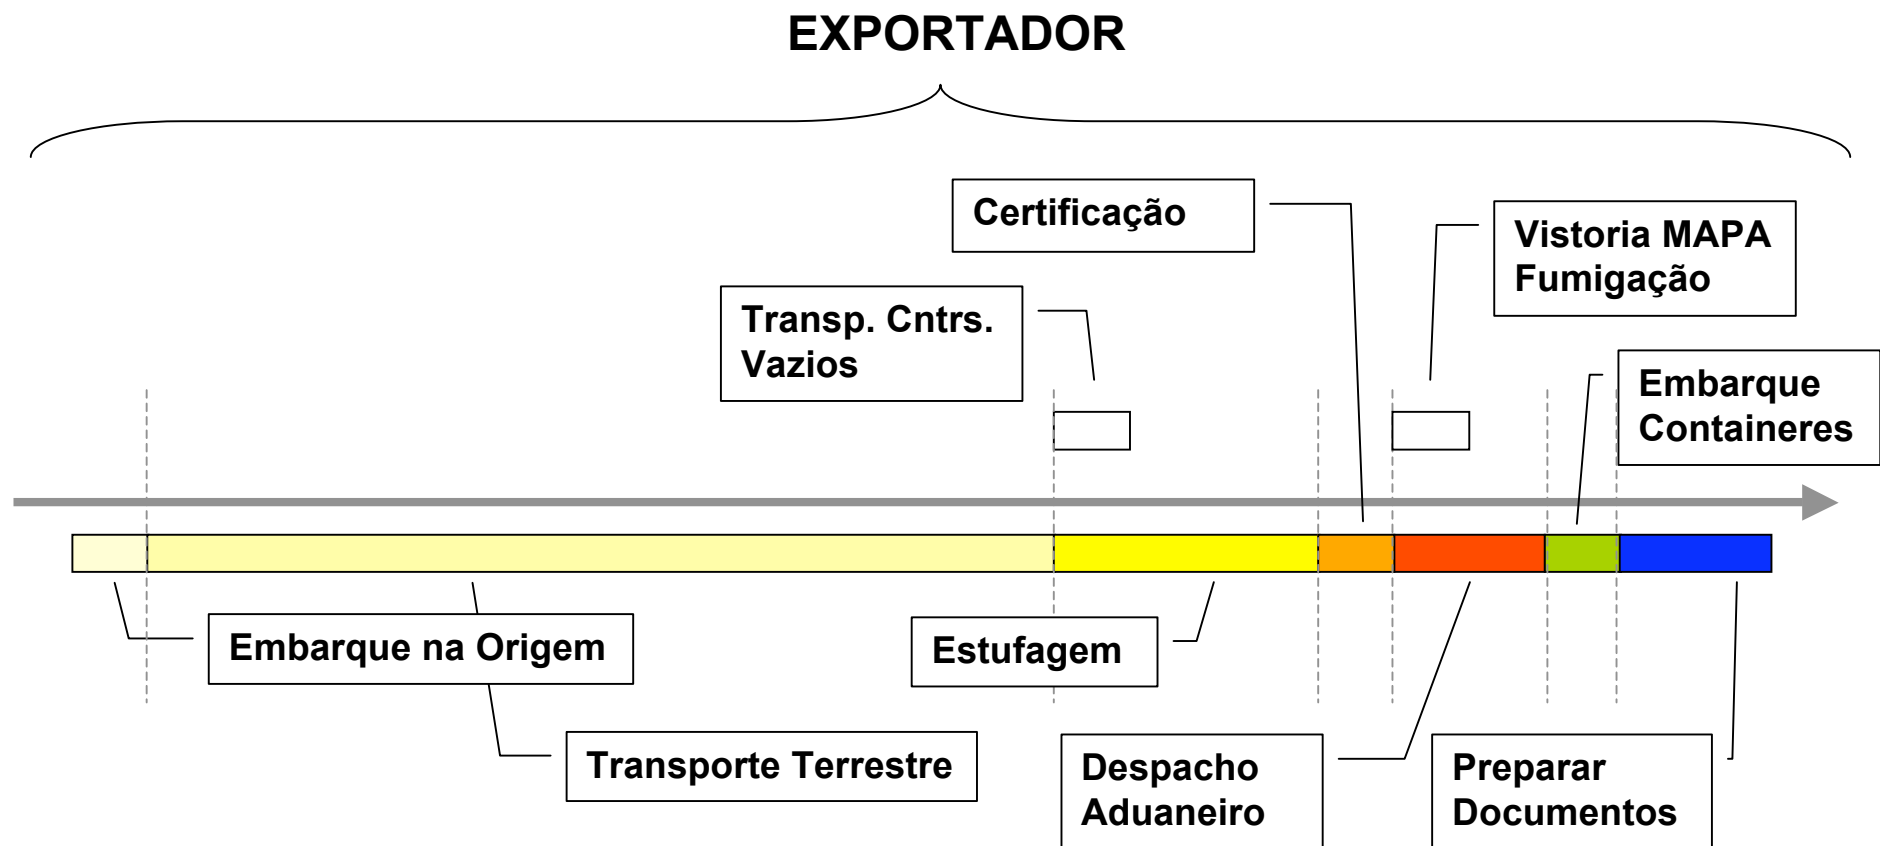 EXPORTADOR
Certificação
Vistoria MAPA
Fumigação
Transp. Cntrs.
Vazios
Embarque
Containeres
Embarque na Origem
Estufagem
Transporte Terrestre
Despacho
Aduaneiro
Preparar
Documentos